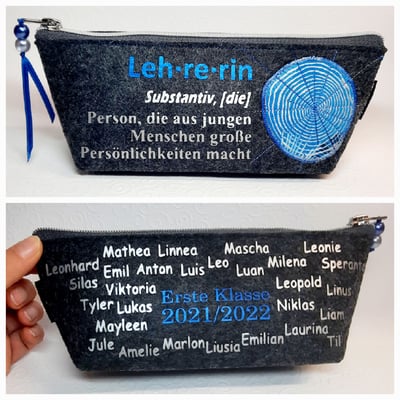 Leh·re·rin
Substantiv, [die]
Person, die aus jungen
Menschen große
Persönlichkeiten macht
Mathea Linnea Mascha Leonie
Leonhard Emil Anton Luis Leo Luan Milena Speranta
Silas Viktoria Leopold Linus
Erste Klasse
Tyler Lukas 2021/2022 Niklas Liam
Mayleen Laurina
Jule Amelie Marlon Liusia Emilian Til